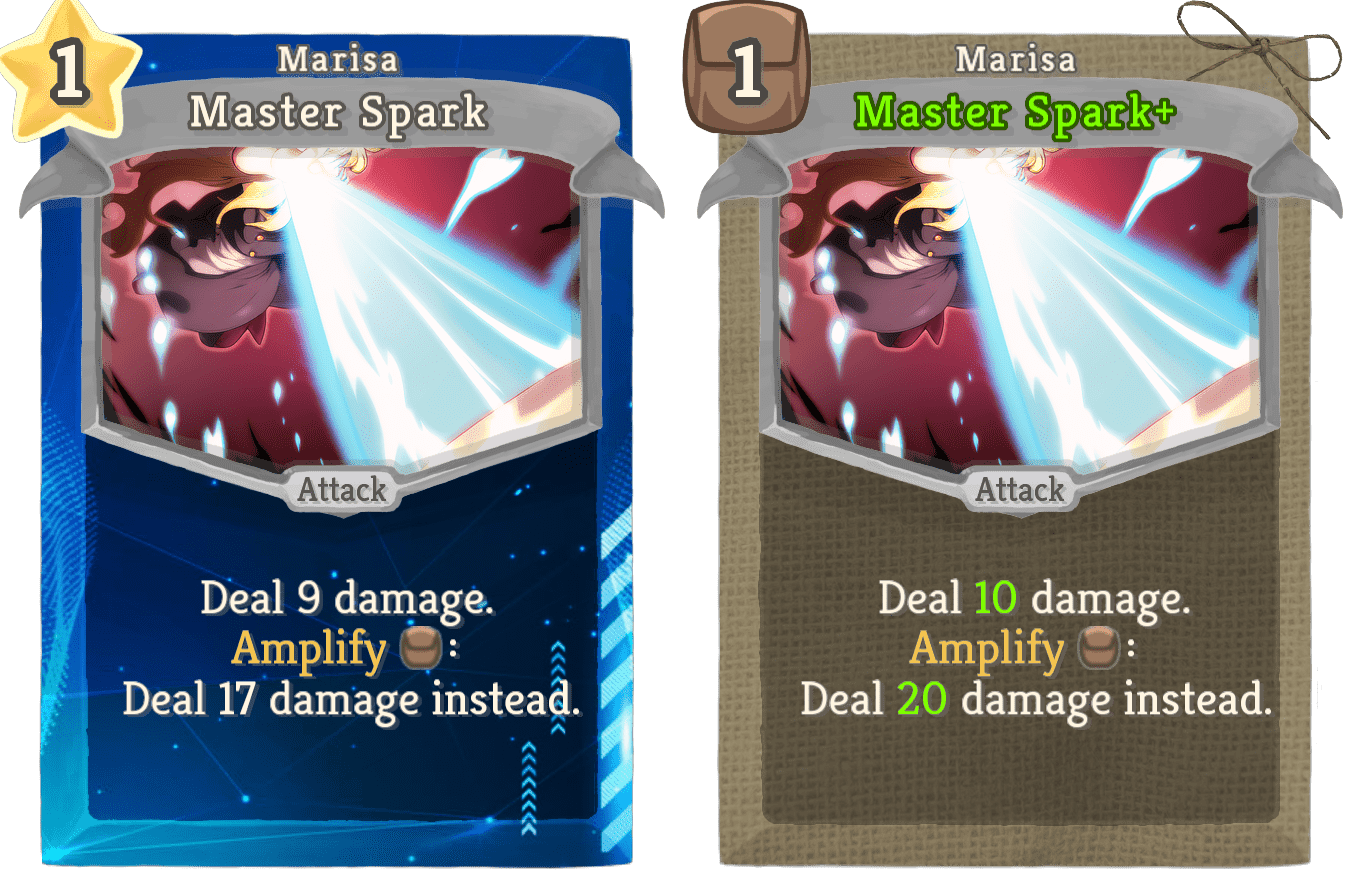 1
Marisa
Master Spark
Attack
Deal 9 damage.
Amplify :
Deal 17 damage instead.
1
Marisa
Master Spark+
Attack
Deal 10 damage.
Amplify :
Deal 20 damage instead.